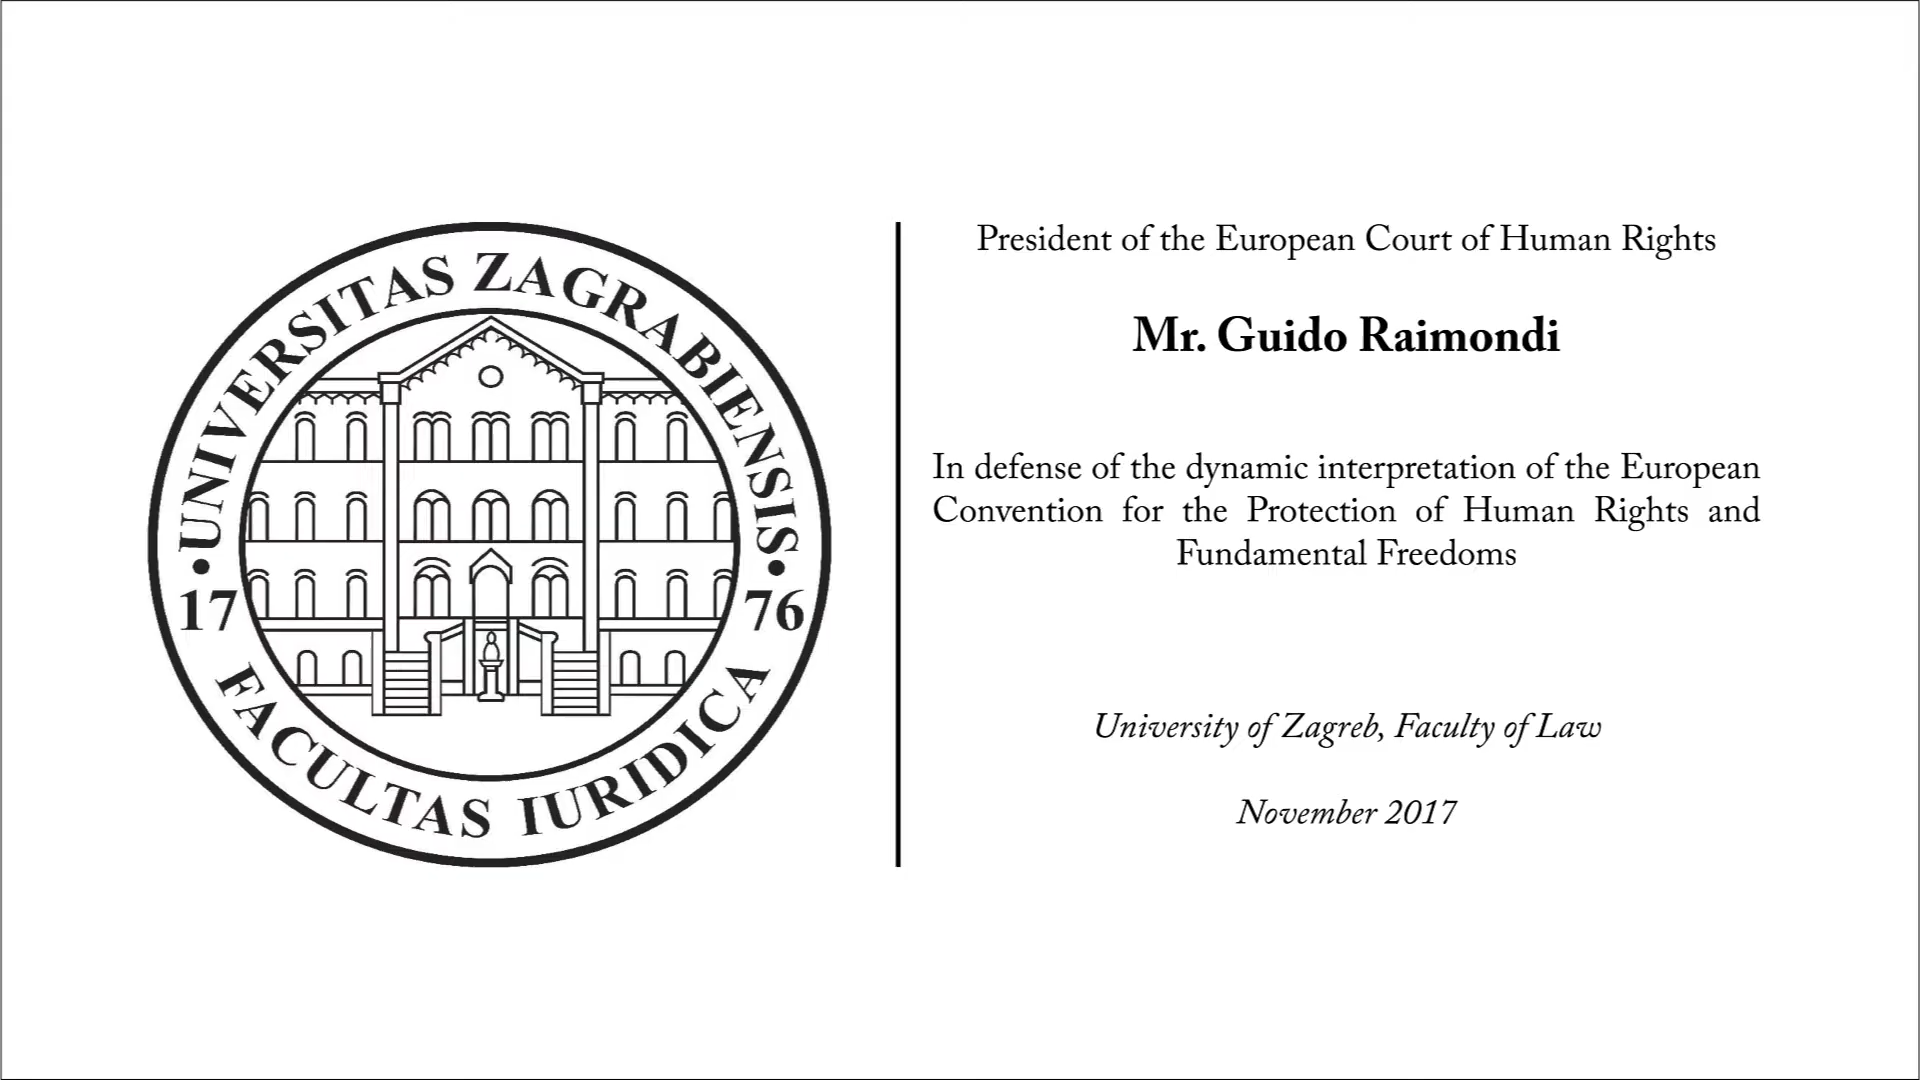 •UNIVERSITAS ZAGRABIENSIS•
17 76
FACULTAS IURIDICA
President of the European Court of Human Rights
Mr. Guido Raimondi
In defense of the dynamic interpretation of the European
Convention for the Protection of Human Rights and
Fundamental Freedoms
University of Zagreb, Faculty of Law
November 2017